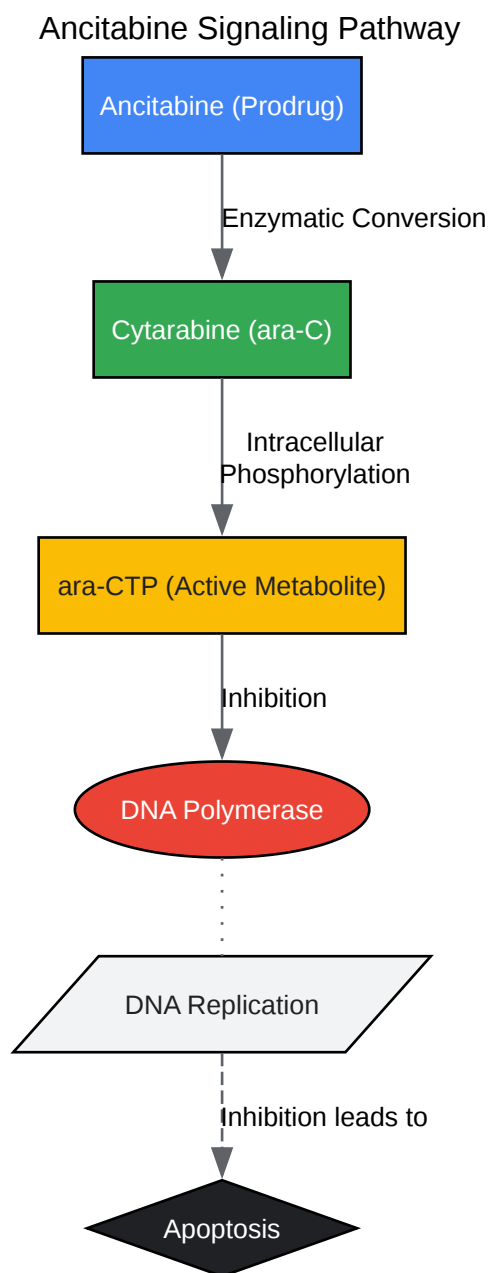 Ancitabine Signaling Pathway
Ancitabine (Prodrug)
Enzymatic Conversion
Cytarabine (ara-C)
Intracellular
Phosphorylation
ara-CTP (Active Metabolite)
Inhibition
DNA Polymerase
DNA Replication
Inhibition leads to
Apoptosis